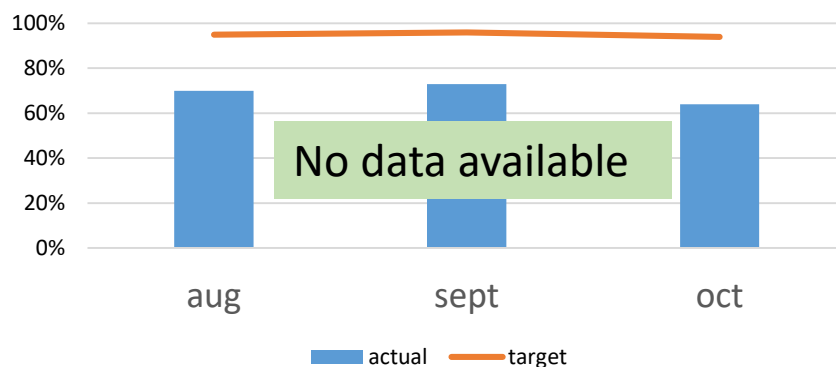 100%
80%
60%
40%
20%
0%
No data available
aug sept oct
actual target